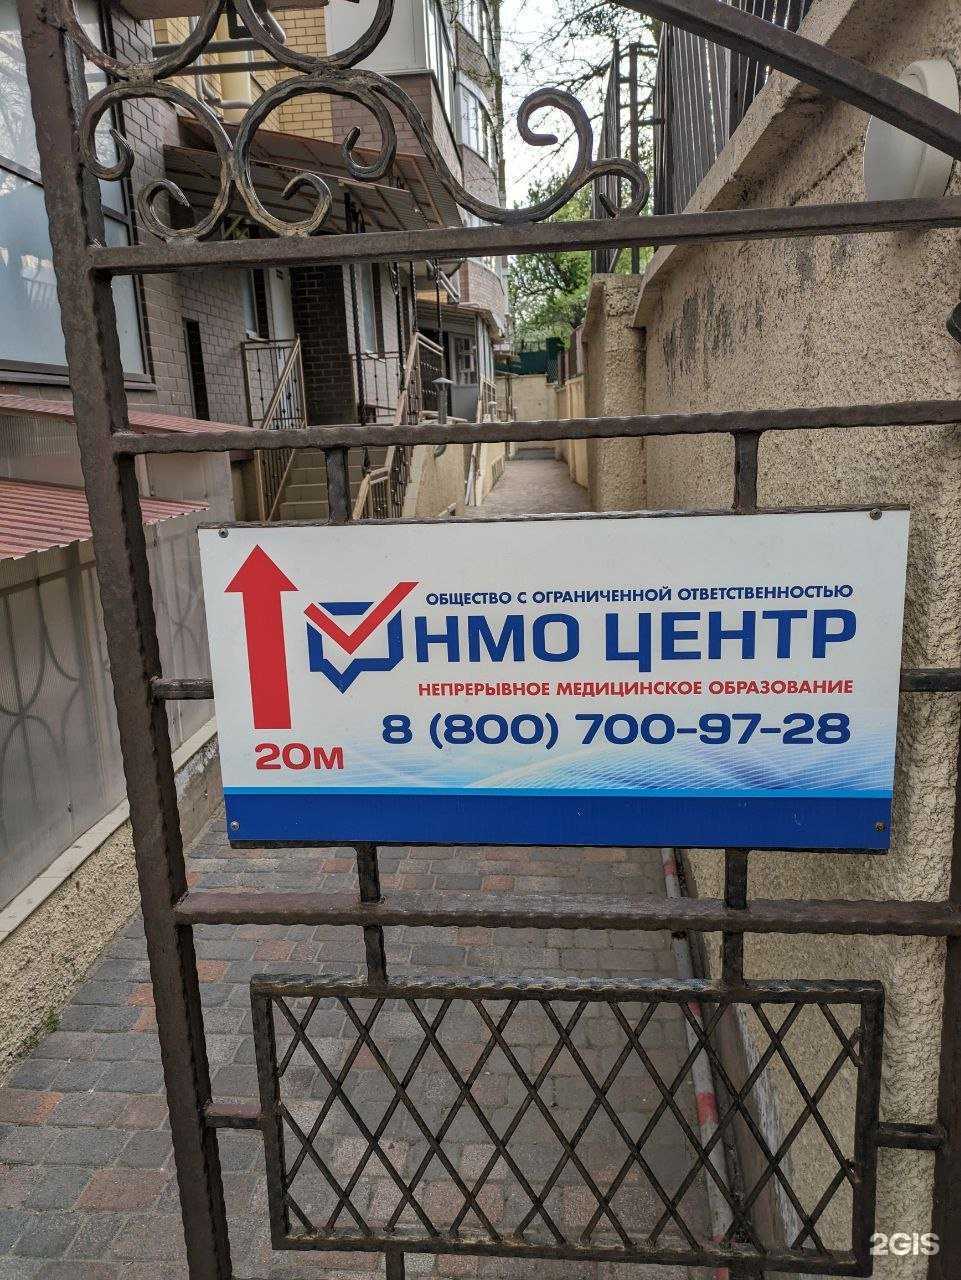 ОБЩЕСТВО С ОГРАНИЧЕННОЙ ОТВЕТСТВЕННОСТЬЮ
НМО ЦЕНТР
НЕПРЕРЫВНОЕ МЕДИЦИНСКОЕ ОБРАЗОВАНИЕ
8 (800) 700-97-28
20м
2GIS